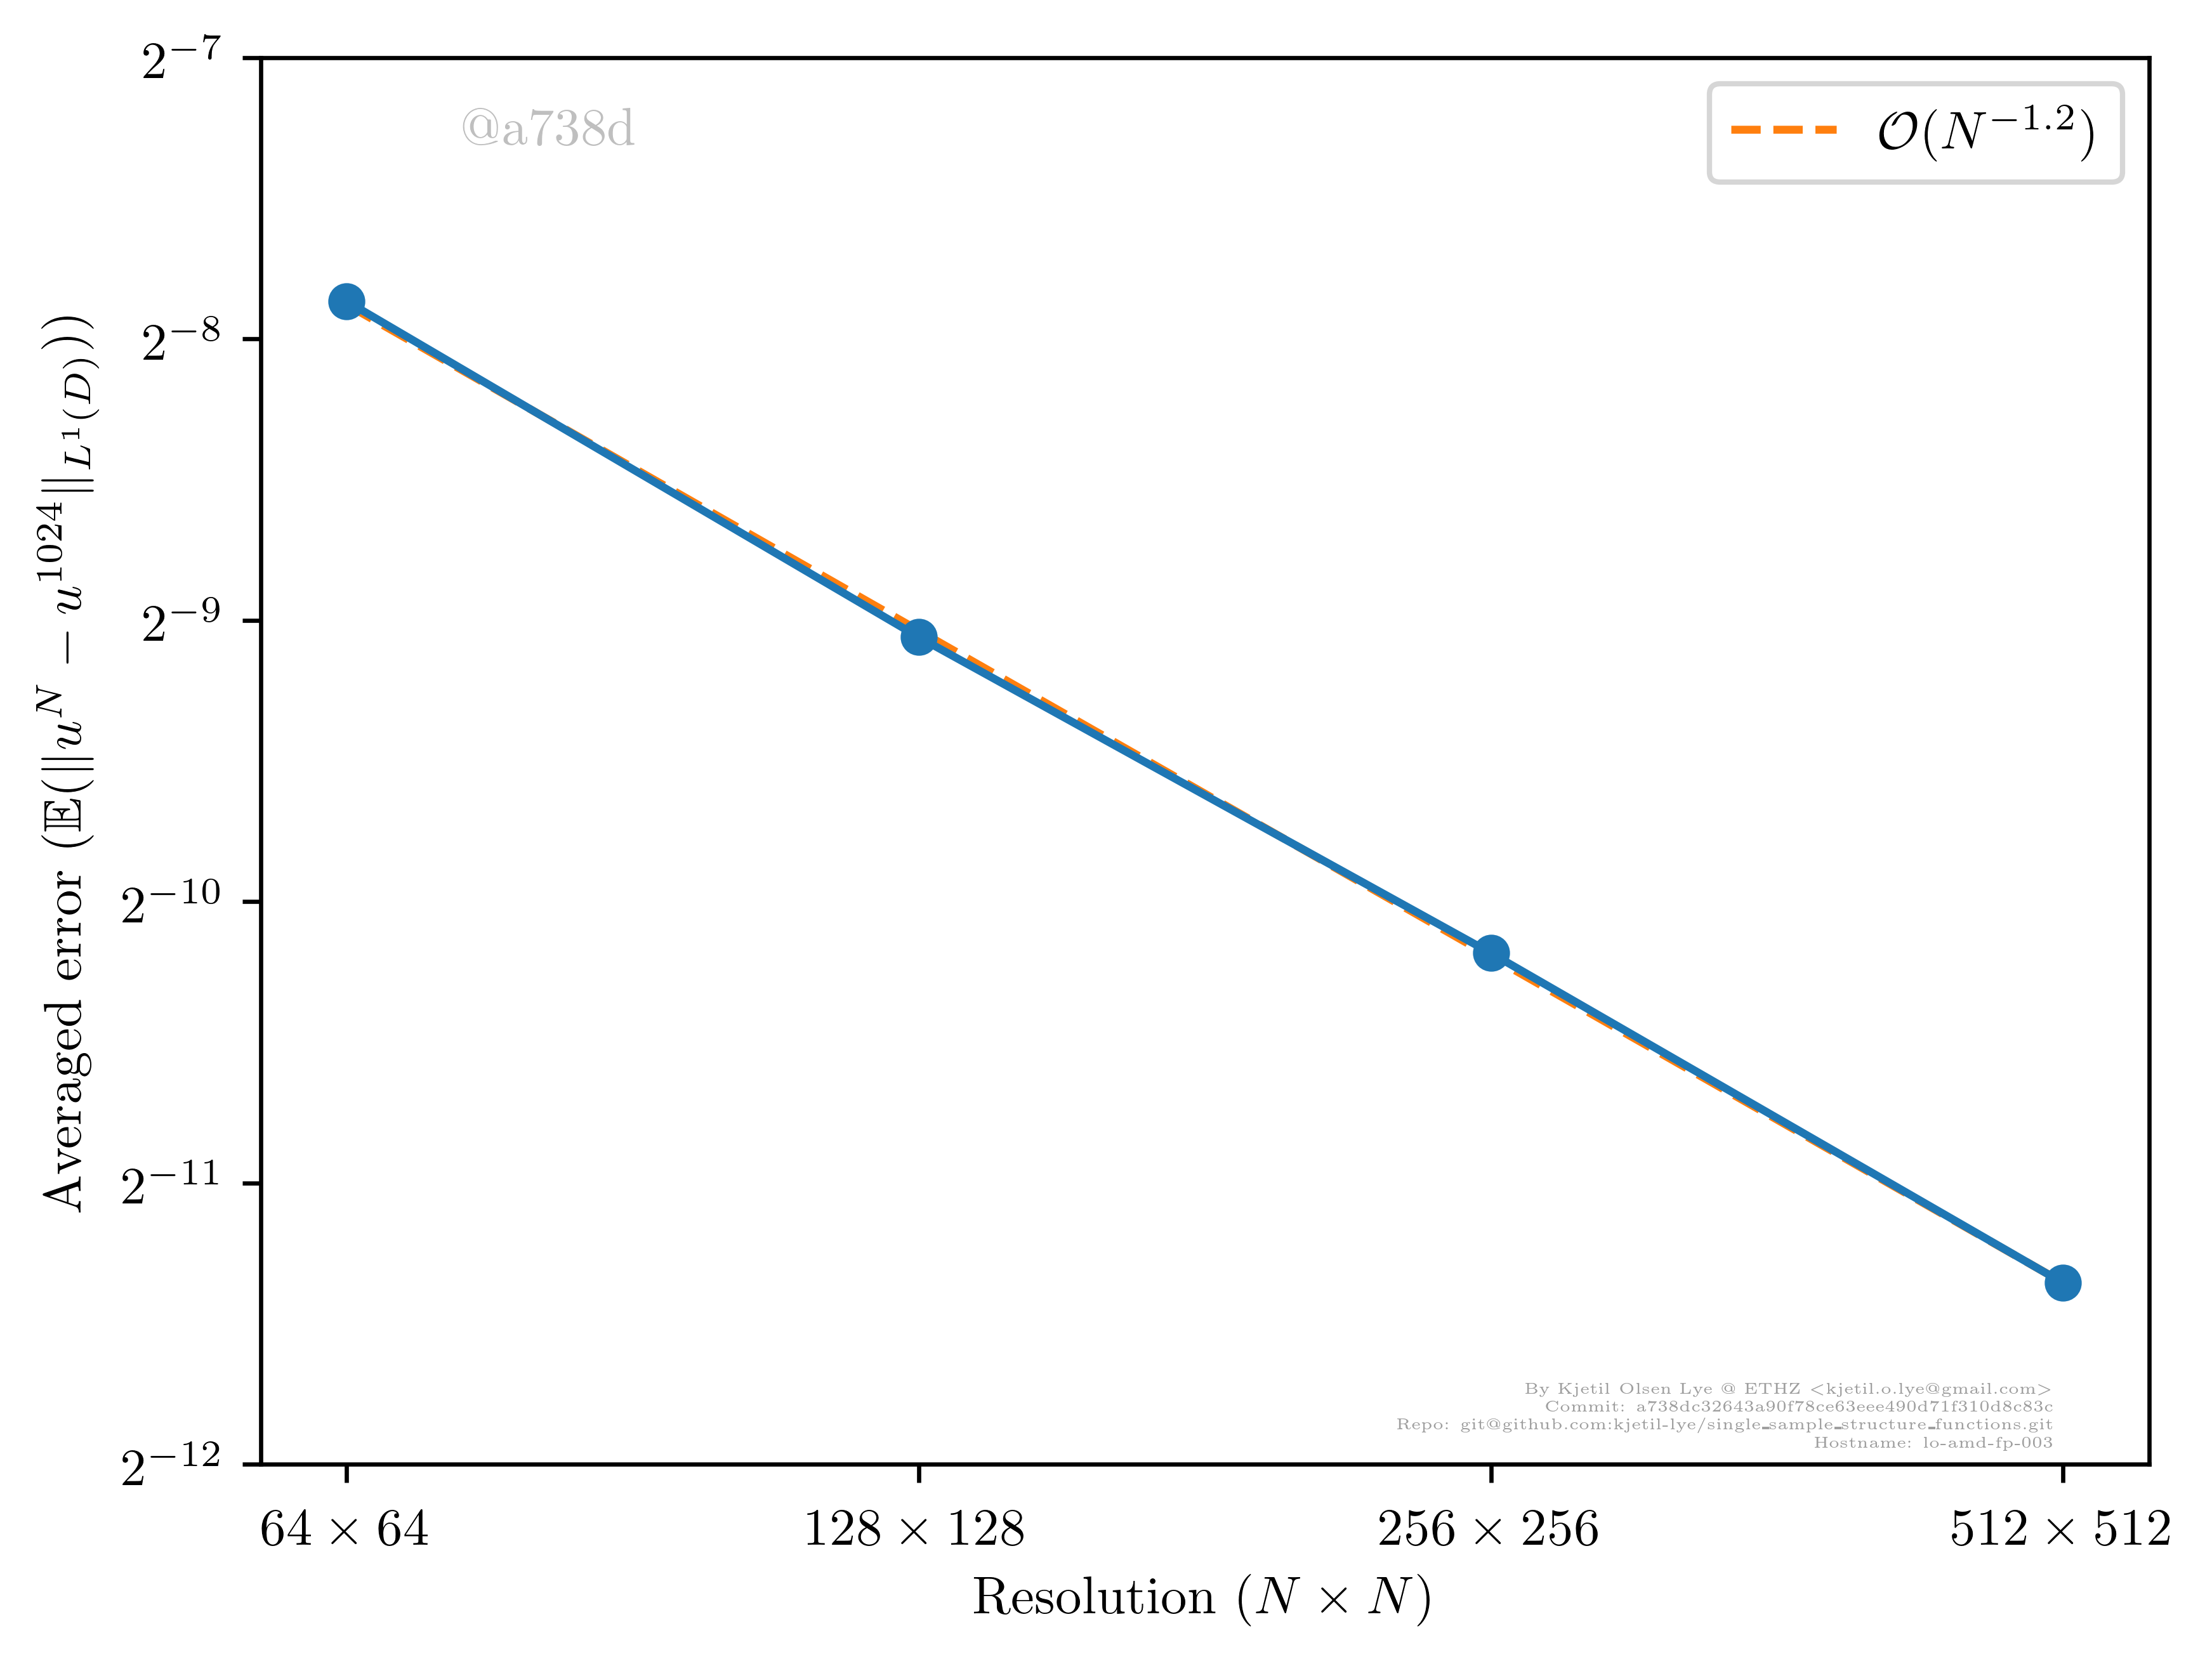 @a738d
𝒪(N^{-1.2})
2^{-7}
2^{-8}
2^{-9}
2^{-10}
2^{-11}
2^{-12}
Averaged error (𝔼(‖u^N − u^{1024}‖_{L^1(D)}))
By Kjetil Olsen Lye @ ETHZ <kjetil.o.lye@gmail.com>
Commit: a738dc32643a90f78ce63eee490d71f310d8c83c
Repo: git@github.com:kjetil-lye/single_sample_structure_functions.git
Hostname: lo-amd-fp-003
64 × 64 128 × 128 256 × 256 512 × 512
Resolution (N × N)